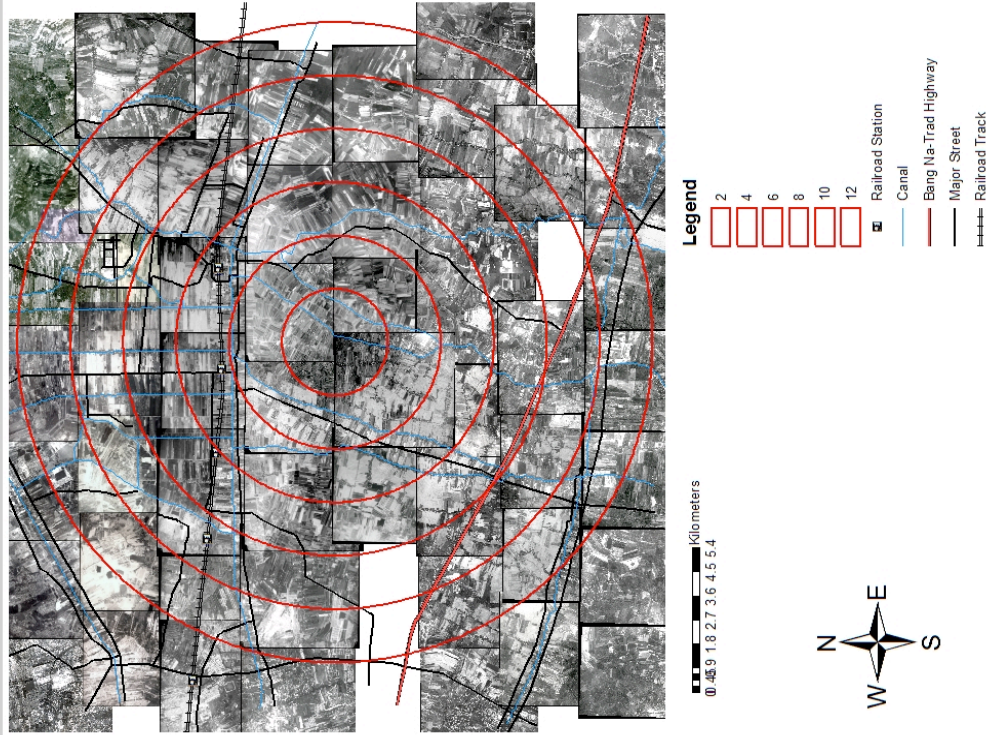 Legend
2
4
6
8
10
12
Railroad Station
Canal
Bang Na-Trad Highway
Major Street
Railroad Track
Kilometers
1.8 2.7 3.6 4.5 5.4
N
W
E
S